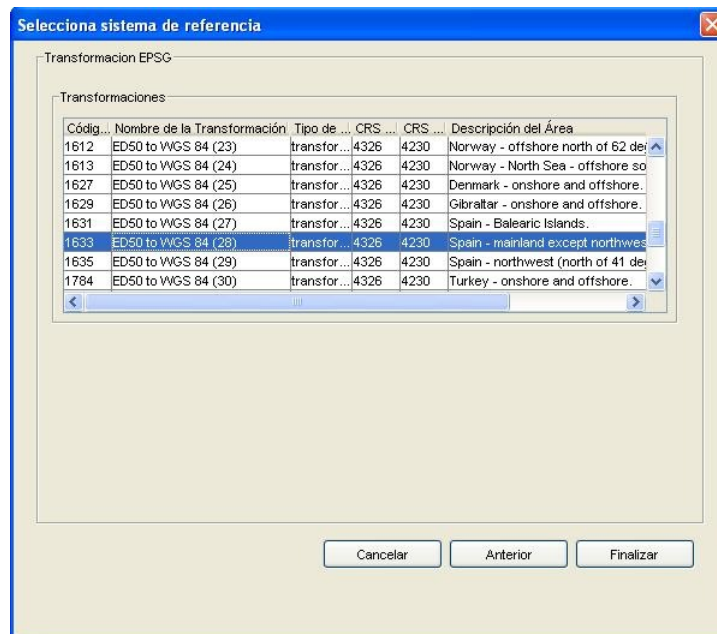 Selecciona sistema de referencia
Transformacion EPSG
Transformaciones
Códig... Nombre de la Transformación Tipo de ... CRS ... CRS ... Descripción del Área
1612 ED50 to WGS 84 (23) transfor... 4326 4230 Norway - offshore north of 62 de
1613 ED50 to WGS 84 (24) transfor... 4326 4230 Norway - North Sea - offshore so
1627 ED50 to WGS 84 (25) transfor... 4326 4230 Denmark - onshore and offshore.
1629 ED50 to WGS 84 (26) transfor... 4326 4230 Gibraltar - onshore and offshore.
1631 ED50 to WGS 84 (27) transfor... 4326 4230 Spain - Balearic Islands.
1633 ED50 to WGS 84 (28) transfor... 4326 4230 Spain - mainland except northwes
1635 ED50 to WGS 84 (29) transfor... 4326 4230 Spain - northwest (north of 41 de
1784 ED50 to WGS 84 (30) transfor... 4326 4230 Turkey - onshore and offshore.
Cancelar Anterior Finalizar